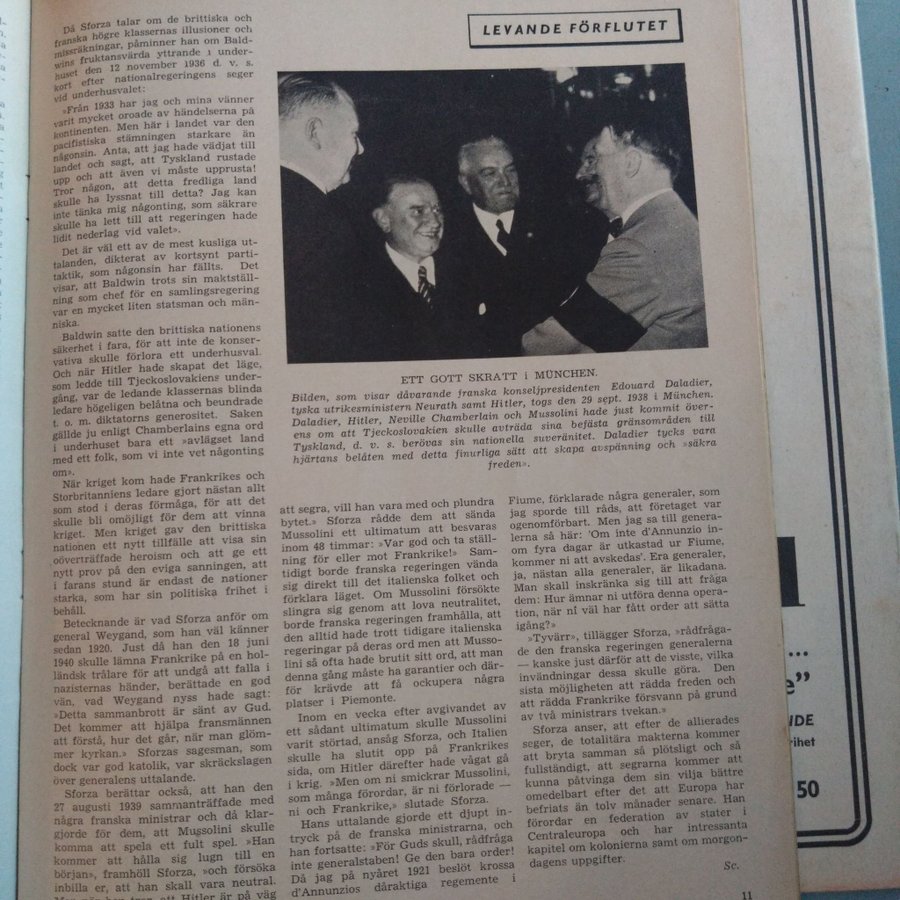 Då Sforza talar om de brittiska och
franska högre klassernas illusioner och
missräkningar, påminner han om Bald-
wins fruktansvärda yttrande i under-
huset den 12 november 1936 d. v. s.
kort efter nationalregeringens seger
vid underhusvalet:
»Från 1933 har jag och mina vänner
varit mycket oroade av händelserna på
kontinenten. Men här i landet var den
pacifistiska stämningen starkare än
någonsin. Anta, att jag hade vädjat till
landet och sagt, att Tyskland rustade
upp och att även vi måste upprusta!
Tror någon, att detta fredliga land
skulle ha lyssnat till detta? Jag kan
inte tänka mig någonting, som säkrare
skulle ha lett till att regeringen hade
lidit nederlag vid valet».
Det är väl ett av de mest kusliga ut-
talanden, dikterat av kortsynt parti-
taktik, som någonsin har fällts. Det
visar, att Baldwin trots sin maktställ-
ning som chef för en samlingsregering
var en mycket liten statsman och män-
niska.
Baldwin satte den brittiska nationens
säkerhet i fara, för att inte de konser-
vativa skulle förlora ett underhusval.
Och när Hitler hade skapat det läge,
som ledde till Tjeckoslovakiens under-
gång, var de ledande klassernas blinda
ledare högeligen belåtna och beundrade
t. o. m. diktatorns generositet. Saken
gällde ju enligt Chamberlains egna ord
i underhuset bara ett »avlägset land
med ett folk, som vi inte vet någonting
om».
När kriget kom hade Frankrikes och
Storbritanniens ledare gjort nästan allt
som stod i deras förmåga, för att det
skulle bli omöjligt för dem att vinna
kriget. Men kriget gav den brittiska
nationen ett nytt tillfälle att visa sin
oöverträffade heroism och att ge ett
nytt prov på den eviga sanningen, att
i farans stund är endast de nationer
starka, som har sin politiska frihet i
behåll.
Betecknande är vad Sforza anför om
general Weygand, som han väl känner
sedan 1920. Just då han den 18 juni
1940 skulle lämna Frankrike på en hol-
ländsk trålare för att undgå att falla i
nazisternas händer, berättade en god
vän, vad Weygand nyss hade sagt:
»Detta sammanbrott är sänt av Gud.
Det kommer att hjälpa fransmännen
att förstå, hur det går, när man glöm-
mer kyrkan.» Sforzas sagesman, som
dock var god katolik, var skräckslagen
över generalens uttalande.
Sforza berättar också, att han den
27 augusti 1939 sammanträffade med
några franska ministrar och då klar-
gjorde för dem, att Mussolini skulle
komma att spela ett fult spel. »Han
kommer att hålla sig lugn till en
början», framhöll Sforza, »och försöka
inbilla er, att han skall vara neutral.
att Hitler är på väg
LEVANDE FÖRFLUTET
ETT GOTT SKRATT i MÜNCHEN.
Bilden, som visar dåvarande franska konseljpresidenten Edouard Daladier,
tyska utrikesministern Neurath samt Hitler, togs den 29 sept. 1938 i München.
Daladier, Hitler, Neville Chamberlain och Mussolini hade just kommit över-
ens om att Tjeckoslovakien skulle avträda sina befästa gränsområden till
Tyskland, d. v. s. berövas sin nationella suveränitet. Daladier tycks vara
hjärtans belåten med detta finurliga sätt att skapa avspänning och »säkra
freden».
att segra, vill han vara med och plundra
bytet.» Sforza rådde dem att sända
Mussolini ett ultimatum att besvaras
inom 48 timmar: »Var god och ta ställ-
ning för eller mot Frankrike!» Sam-
tidigt borde franska regeringen vända
sig direkt till det italienska folket och
förklara läget. Om Mussolini försökte
slingra sig genom att lova neutralitet,
borde franska regeringen framhålla, att
den alltid hade trott tidigare italienska
regeringar på deras ord men att Musso-
lini så ofta hade brutit sitt ord, att man
denna gång måste ha garantier och där-
för krävde att få ockupera några
platser i Piemonte.
Inom en vecka efter avgivandet av
ett sådant ultimatum skulle Mussolini
varit störtad, ansåg Sforza, och Italien
skulle ha slutit opp på Frankrikes
sida, om Hitler därefter hade vågat gå
i krig. »Men om ni smickrar Mussolini,
som många förordar, är ni förlorade —
ni och Frankrike,» slutade Sforza.
Hans uttalande gjorde ett djupt in-
tryck på de franska ministrarna, och
han fortsatte: »För Guds skull, rådfråga
inte generalstaben! Ge den bara order!
Då jag på nyåret 1921 beslöt krossa
d'Annunzios dåraktiga regemente i
Fiume, förklarade några generaler, som
jag sporde till råds, att företaget var
ogenomförbart. Men jag sa till genera-
lerna så här: 'Om inte d'Annunzio in-
om fyra dagar är utkastad ur Fiume,
kommer ni att avskedas'. Era generaler,
ja, nästan alla generaler, är likadana.
Man skall inskränka sig till att fråga
dem: Hur ämnar ni utföra denna opera-
tion, när ni väl har fått order att sätta
igång?»
»Tyvärr», tillägger Sforza, »rådfråga-
de den franska regeringen generalerna
— kanske just därför att de visste, vilka
invändningar dessa skulle göra. Den
sista möjligheten att rädda freden och
att rädda Frankrike försvann på grund
av två ministrars tvekan.»
Sforza anser, att efter de allierades
seger, de totalitära makterna kommer
att bryta samman så plötsligt och så
fullständigt, att segrarna kommer att
kunna påtvinga dem sin vilja bättre
omedelbart efter det att Europa har
befriats än tolv månader senare. Han
förordar en federation av stater i
Centraleuropa och har intressanta
kapitel om kolonierna samt om morgon-
dagens uppgifter.
Sc.
11
50